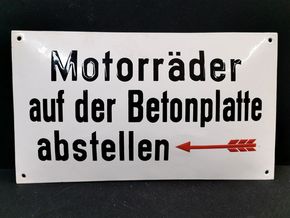 Motorräder
auf der Betonplatte
abstellen